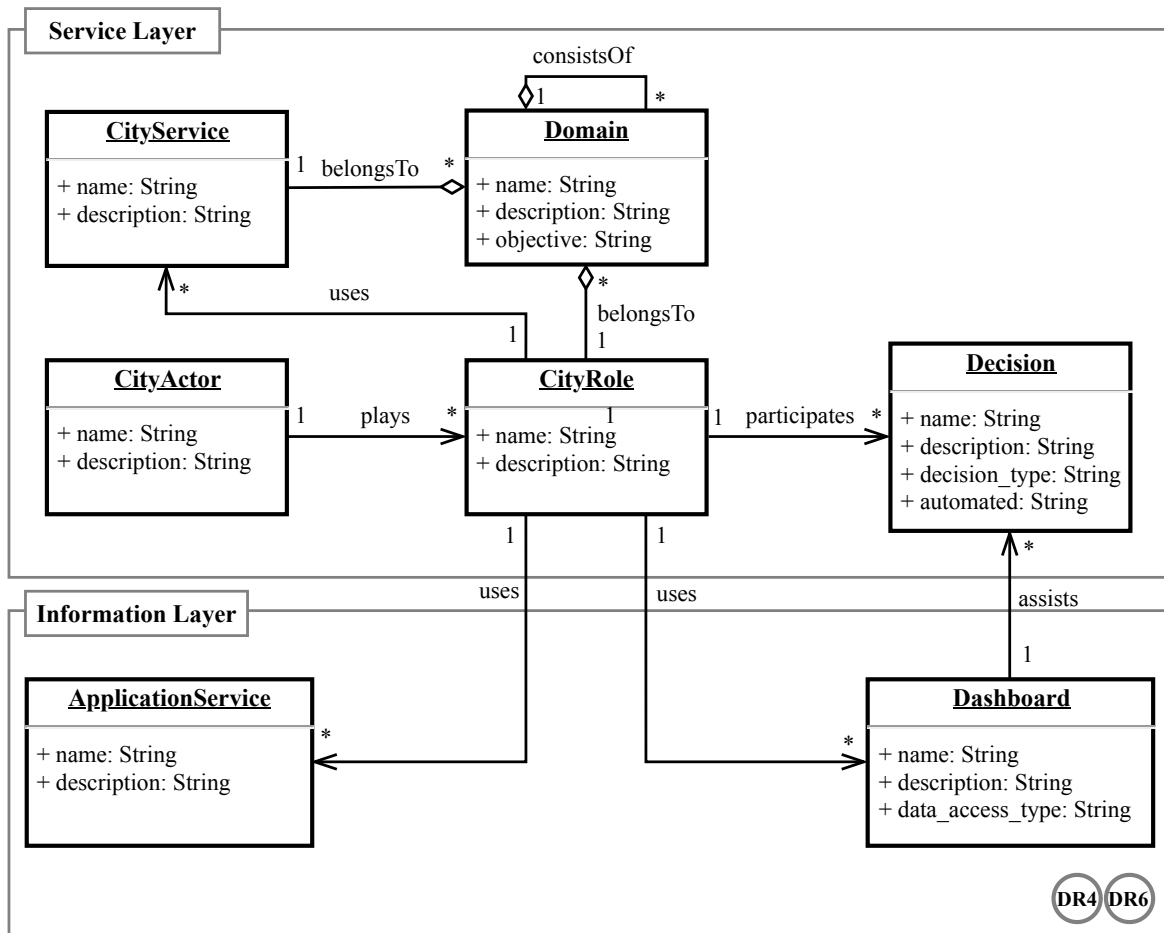 Service Layer
consistsOf
1
*
CityService
+ name: String
+ description: String
1
belongsTo
*
Domain
+ name: String
+ description: String
+ objective: String
*
uses
1
*
belongsTo
1
CityActor
+ name: String
+ description: String
1
plays
*
CityRole
1
+ name: String
+ description: String
1
participates
*
Decision
+ name: String
+ description: String
+ decision_type: String
+ automated: String
1
1
*
uses
uses
assists
Information Layer
1
ApplicationService
+ name: String
+ description: String
*
*
Dashboard
+ name: String
+ description: String
+ data_access_type: String
DR4 DR6